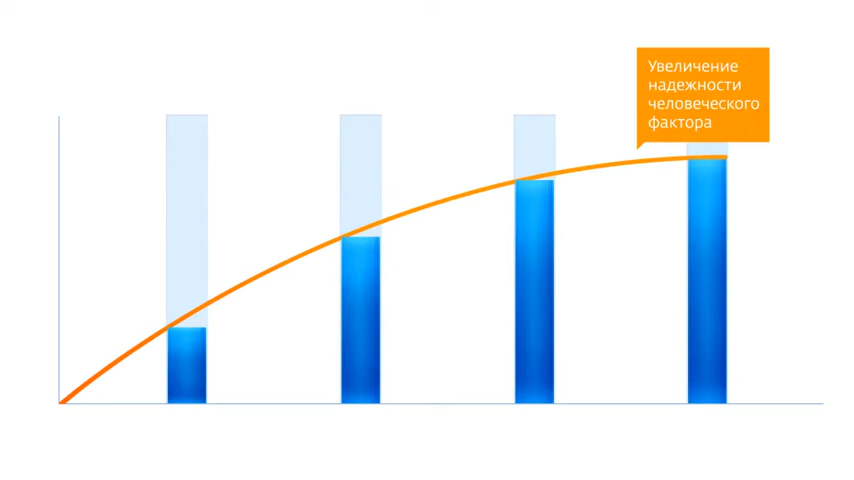 Увеличение
надежности
человеческого
фактора